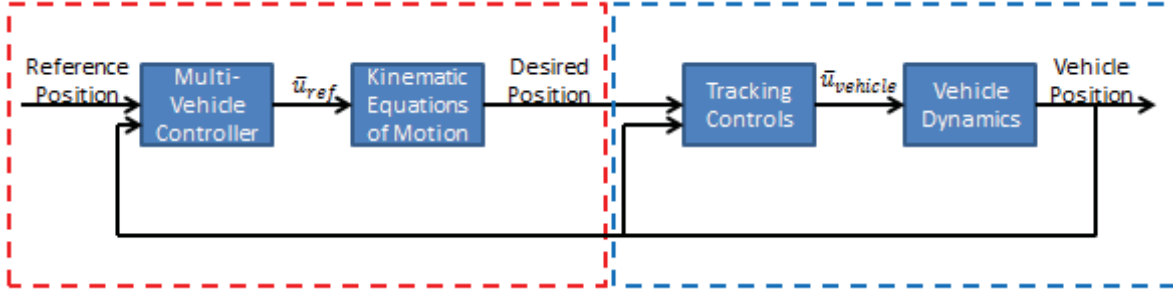 Reference
Position
Multi-
Vehicle
Controller
ū_ref
Kinematic
Equations
of Motion
Desired
Position
Tracking
Controls
ū_vehicle
Vehicle
Dynamics
Vehicle
Position